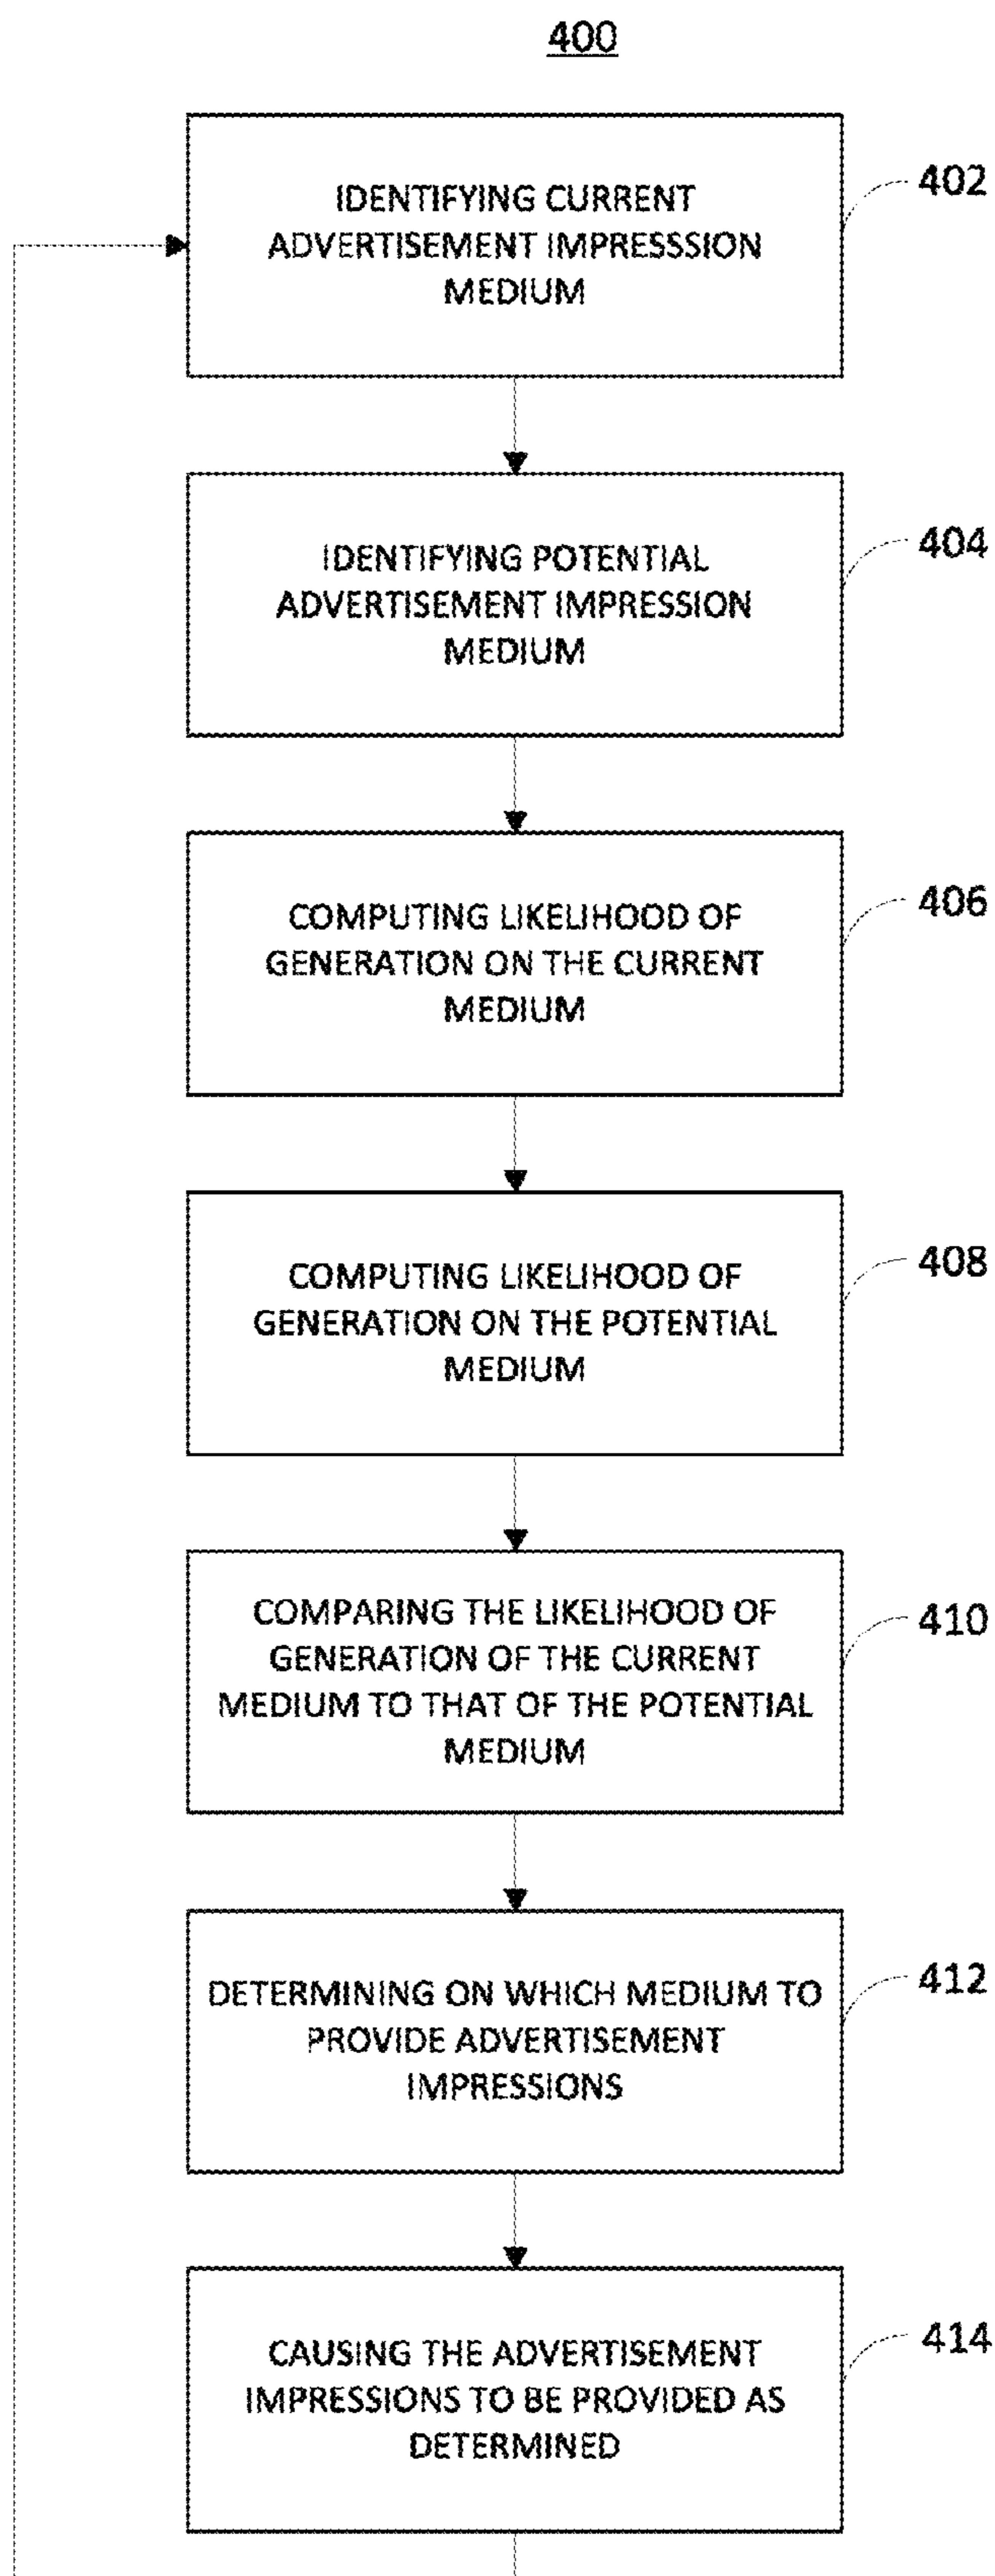 400
IDENTIFYING CURRENT
ADVERTISEMENT IMPRESSSION
MEDIUM
402
IDENTIFYING POTENTIAL
ADVERTISEMENT IMPRESSION
MEDIUM
404
COMPUTING LIKELIHOOD OF
GENERATION ON THE CURRENT
MEDIUM
406
COMPUTING LIKELIHOOD OF
GENERATION ON THE POTENTIAL
MEDIUM
408
COMPARING THE LIKELIHOOD OF
GENERATION OF THE CURRENT
MEDIUM TO THAT OF THE POTENTIAL
MEDIUM
410
DETERMINING ON WHICH MEDIUM TO
PROVIDE ADVERTISEMENT
IMPRESSIONS
412
CAUSING THE ADVERTISEMENT
IMPRESSIONS TO BE PROVIDED AS
DETERMINED
414